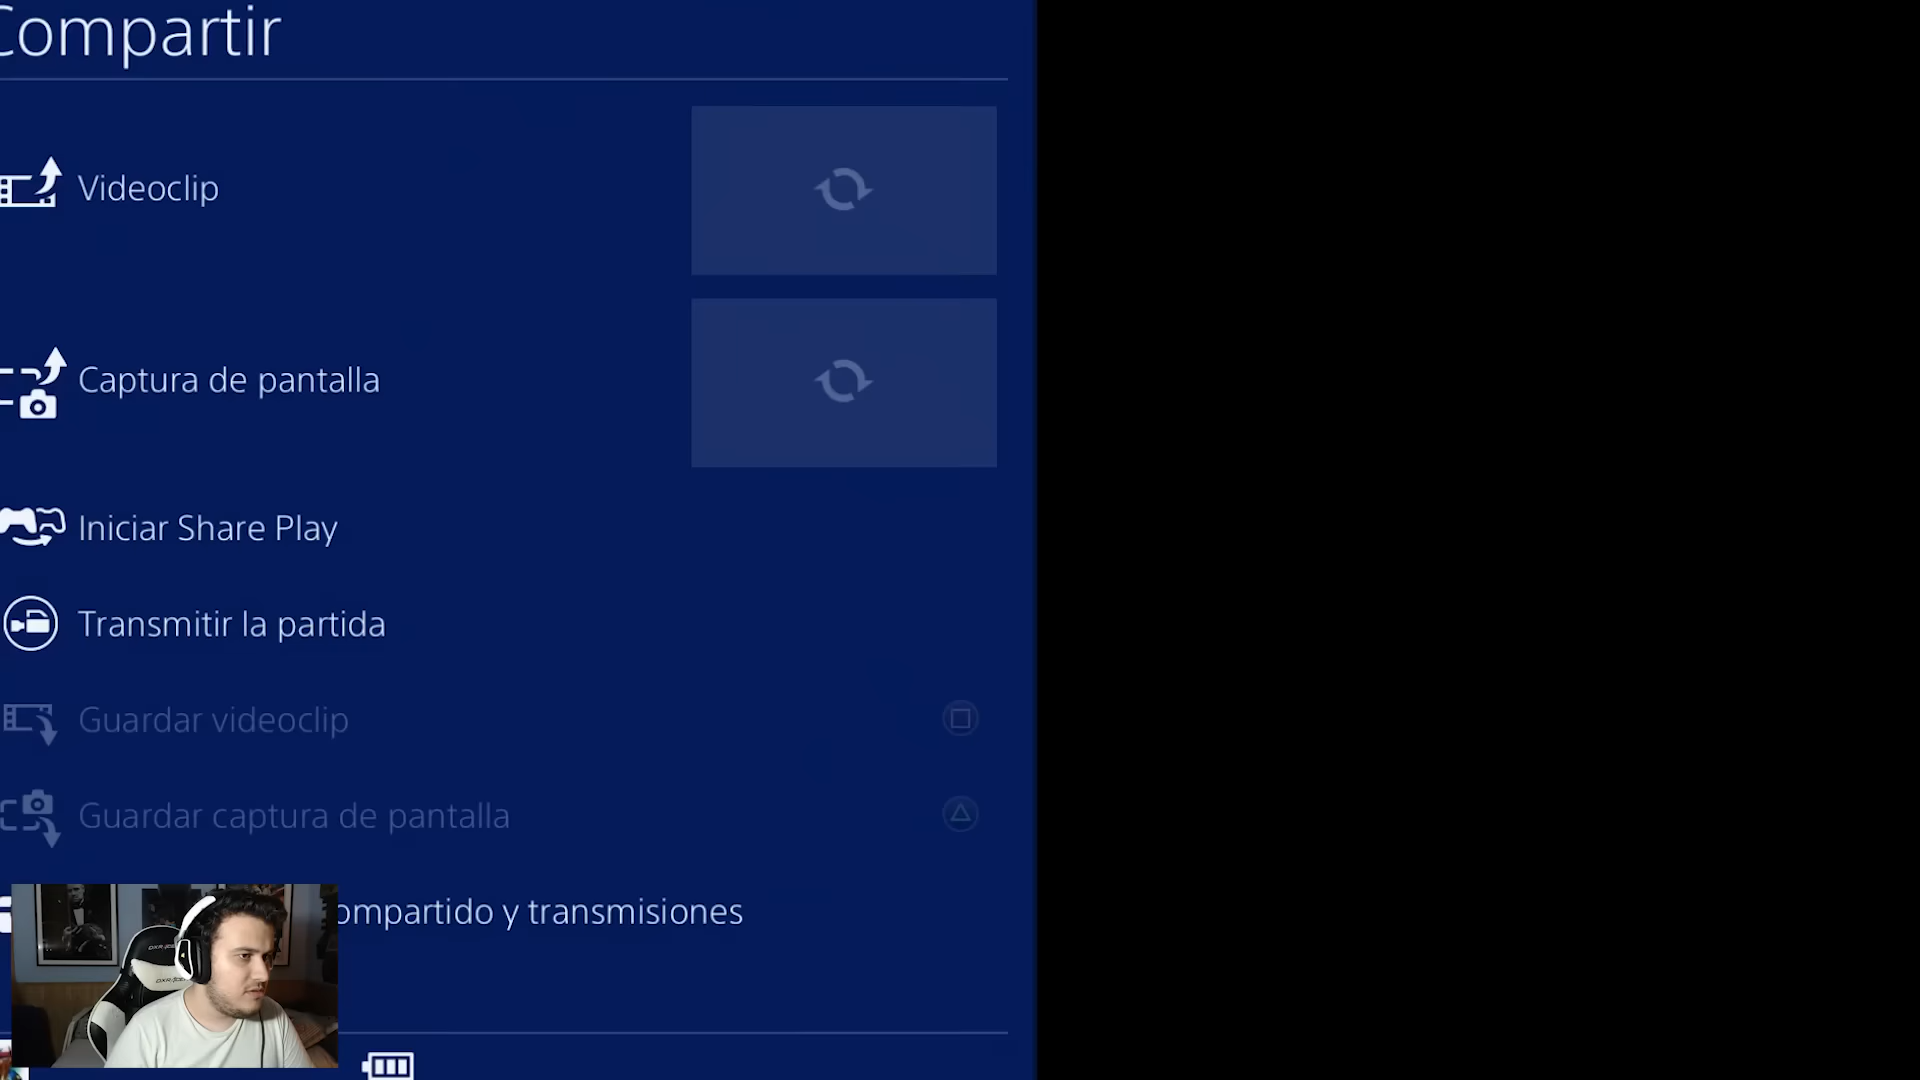 Compartir
Videoclip
Captura de pantalla
Iniciar Share Play
Transmitir la partida
Guardar videoclip
Guardar captura de pantalla
ompartido y transmisiones